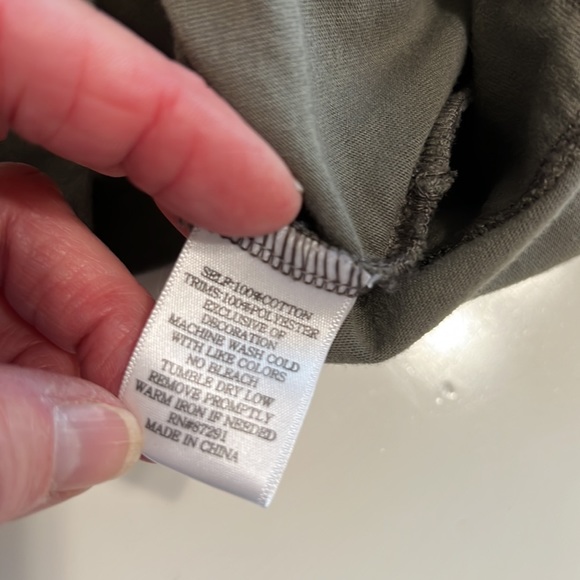 SELF:100%COTTON
TRIMS:100%POLYESTER
EXCLUSIVE OF
DECORATION
MACHINE WASH COLD
WITH LIKE COLORS
NO BLEACH
TUMBLE DRY LOW
REMOVE PROMPTLY
WARM IRON IF NEEDED
RN#67291
MADE IN CHINA